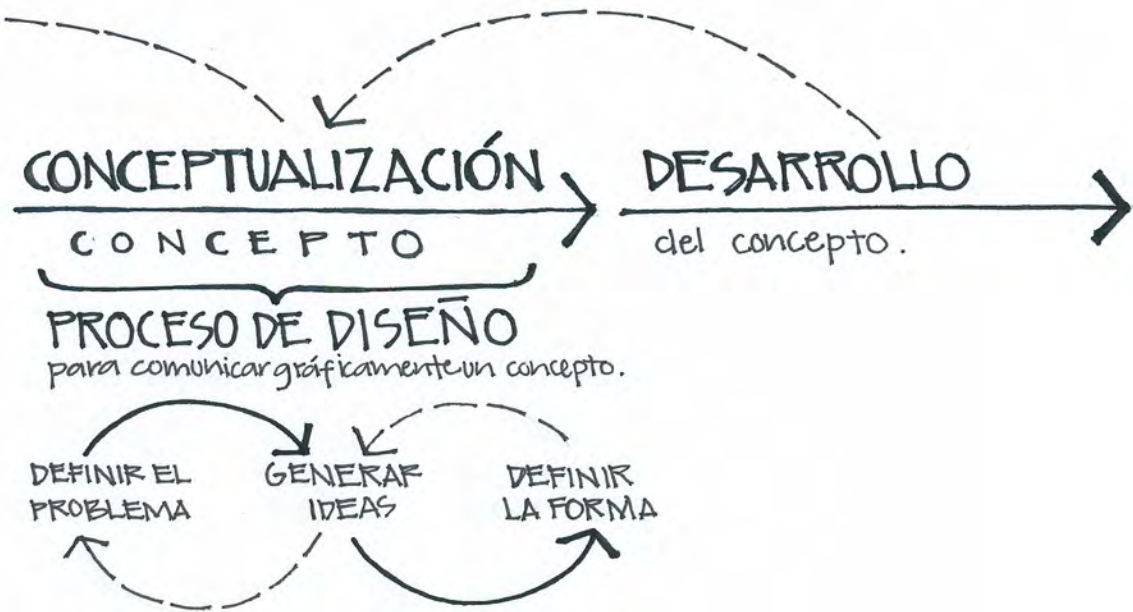 CONCEPTUALIZACIÓN
DESARROLLO
CONCEPTO
del concepto.
PROCESO DE DISEÑO
para comunicar gráficamente un concepto.
DEFINIR EL
PROBLEMA
GENERAR
IDEAS
DEFINIR
LA FORMA